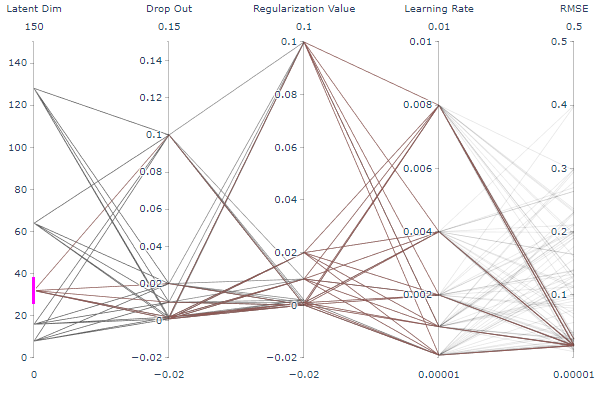 Latent Dim Drop Out Regularization Value Learning Rate RMSE
150 0.15 0.1 0.01 0.5
0.1 0.01 0.5
140 0.14
120 0.12 0.08 0.008 0.4
100 0.1
80 0.08 0.06 0.006 0.3
60 0.06 0.04 0.004 0.2
40 0.04
0.02 0.02 0.002 0.1
20 0 0
0 −0.02 −0.02
0 −0.02 −0.02 0.00001 0.00001